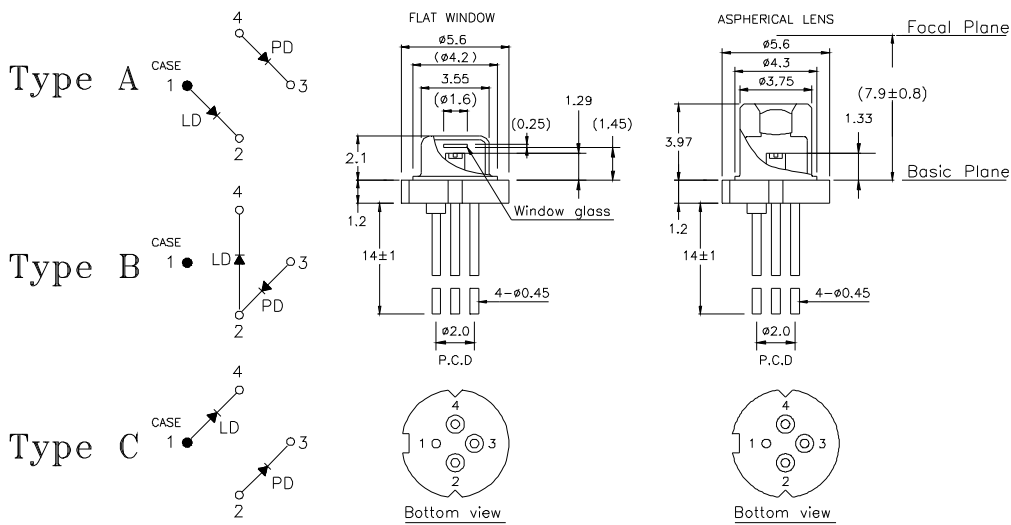 Type A
CASE
1
LD
2
4
PD
3
Type B
CASE
1
4
LD
3
PD
2
Type C
CASE
1
4
LD
3
PD
2
FLAT WINDOW
ø5.6
(ø4.2)
3.55
(ø1.6)
1.29
(0.25)
(1.45)
2.1
1.2
Window glass
14±1
4-ø0.45
ø2.0
P.C.D
4
1
3
2
Bottom view
ASPHERICAL LENS
Focal Plane
ø5.6
ø4.3
ø3.75
(7.9±0.8)
1.33
3.97
Basic Plane
1.2
14±1
4-ø0.45
ø2.0
P.C.D
4
1
3
2
Bottom view